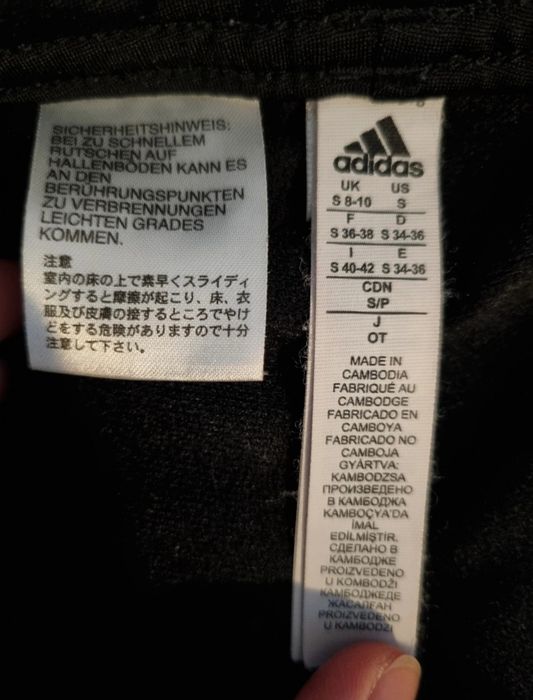 SICHERHEITSHINWEIS:
BEI ZU SCHNELLEM
RUTSCHEN AUF
HALLENBÖDEN KANN ES
AN DEN
BERÜHRUNGSPUNKTEN
ZU VERBRENNUNGEN
LEICHTEN GRADES
KOMMEN.
注意
室内の床の上で素早くスライディ
ングすると摩擦が起こり、床、衣
服及び皮膚の接するところでやけ
どをする危険がありますので十分
注意して下さい。
adidas
UK US
S 8-10 S
F D
S 36-38 S 34-36
I E
S 40-42 S 34-36
CDN
S/P
J
OT
MADE IN
CAMBODIA
FABRIQUÉ AU
CAMBODGE
FABRICADO EN
CAMBOYA
FABRICADO NO
CAMBOJA
GYÁRTVA:
KAMBODZSA
ПРОИЗВЕДЕНО
В КАМБОДЖА
KAMBOÇYA'DA
İMAL
EDİLMİŞTİR.
СДЕЛАНО В
КАМБОДЖЕ
PROIZVEDENO
U KOMBODŽI
КАМБОДЖЕДЕ
ЖАСАЛҒАН
PROIZVEDENO
U KAMBODŽI